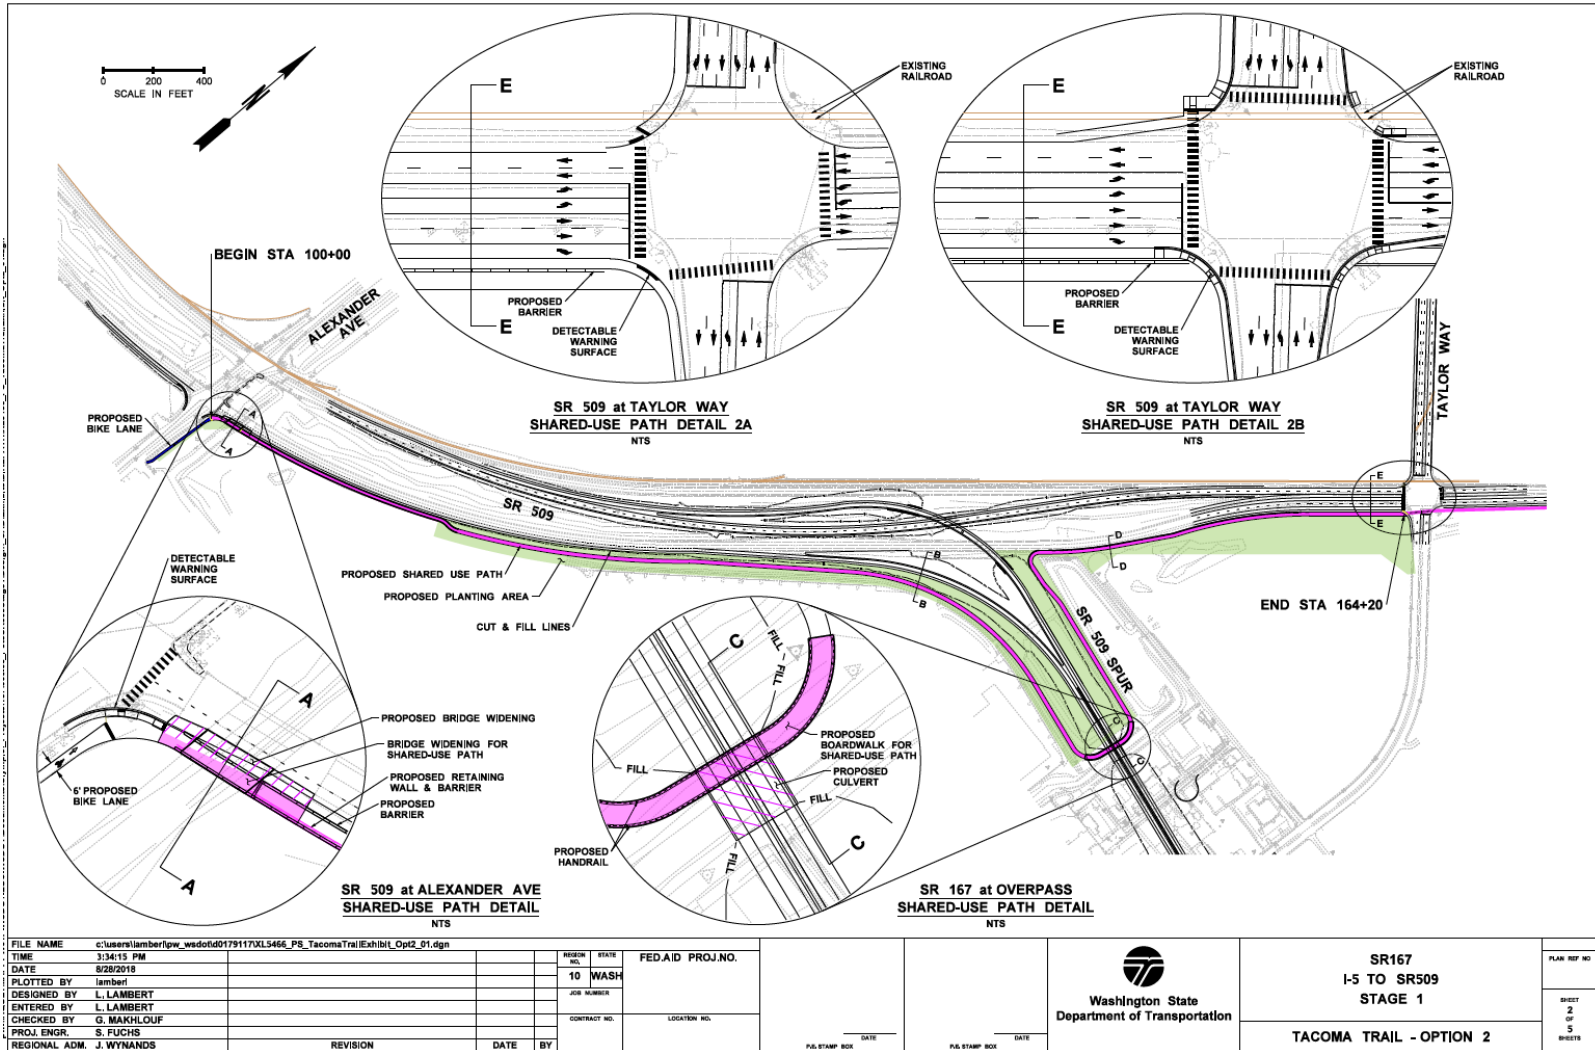 0 200 400
SCALE IN FEET
N
E
E
EXISTING
RAILROAD
PROPOSED
BARRIER
DETECTABLE
WARNING
SURFACE
SR 509 at TAYLOR WAY
SHARED-USE PATH DETAIL 2A
NTS
E
E
EXISTING
RAILROAD
PROPOSED
BARRIER
DETECTABLE
WARNING
SURFACE
SR 509 at TAYLOR WAY
SHARED-USE PATH DETAIL 2B
NTS
BEGIN STA 100+00
ALEXANDER
AVE
PROPOSED
BIKE LANE
A
A
SR 509
TAYLOR WAY
E
E
D
D
B
B
END STA 164+20
SR 509 SPUR
C
C
PROPOSED SHARED USE PATH
PROPOSED PLANTING AREA
CUT & FILL LINES
DETECTABLE
WARNING
SURFACE
A
A
PROPOSED BRIDGE WIDENING
BRIDGE WIDENING FOR
SHARED-USE PATH
PROPOSED RETAINING
WALL & BARRIER
PROPOSED
BARRIER
6' PROPOSED
BIKE LANE
SR 509 at ALEXANDER AVE
SHARED-USE PATH DETAIL
NTS
C
C
FILL
FILL
FILL
FILL
FILL
PROPOSED
BOARDWALK FOR
SHARED-USE PATH
PROPOSED
CULVERT
PROPOSED
HANDRAIL
SR 167 at OVERPASS
SHARED-USE PATH DETAIL
NTS
FILE NAME c:\users\lamberl\pw_wsdot\d0179117\XL5466_PS_TacomaTrailExhibit_Opt2_01.dgn
TIME 3:34:15 PM
DATE 8/28/2018
PLOTTED BY lamberl
DESIGNED BY L. LAMBERT
ENTERED BY L. LAMBERT
CHECKED BY G. MAKHLOUF
PROJ. ENGR. S. FUCHS
REGIONAL ADM. J. WYNANDS
REVISION DATE BY
REGION NO. STATE
10 WASH
JOB NUMBER
CONTRACT NO.
FED.AID PROJ.NO.
LOCATION NO.
DATE
P.E. STAMP BOX
DATE
P.E. STAMP BOX
Washington State
Department of Transportation
SR167
I-5 TO SR509
STAGE 1
TACOMA TRAIL - OPTION 2
PLAN REF NO
SHEET
2
OF
5
SHEETS